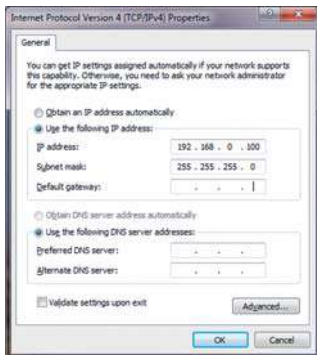 Internet Protocol Version 4 (TCP/IPv4) Properties
General
You can get IP settings assigned automatically if your network supports
this capability. Otherwise, you need to ask your network administrator
for the appropriate IP settings.
Obtain an IP address automatically
Use the following IP address:
IP address: 192 . 168 . 0 . 100
Subnet mask: 255 . 255 . 255 . 0
Default gateway: . . .
Obtain DNS server address automatically
Use the following DNS server addresses:
Preferred DNS server: . . .
Alternate DNS server: . . .
Validate settings upon exit
Advanced...
OK Cancel